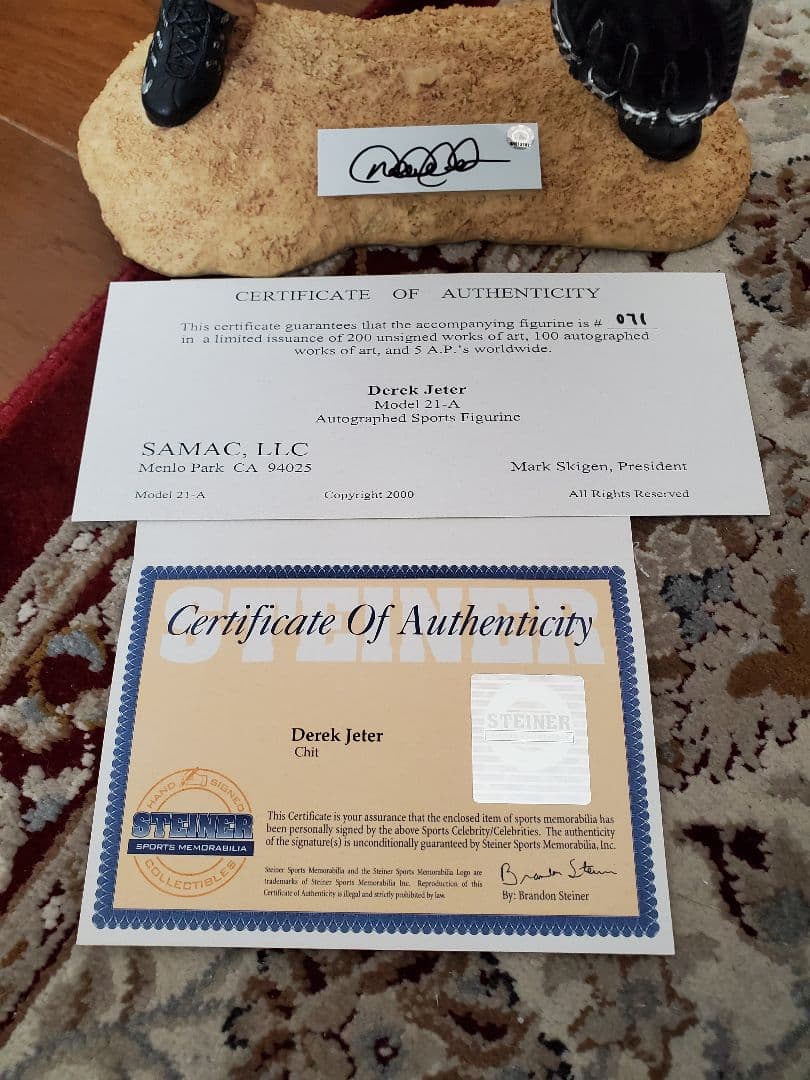 CERTIFICATE OF AUTHENTICITY
This certificate guarantees that the accompanying figurine is # 071
in a limited issuance of 200 unsigned works of art, 100 autographed
works of art, and 5 A.P.'s worldwide.
Derek Jeter
Model 21-A
Autographed Sports Figurine
SAMAC, LLC
Menlo Park CA 94025
Mark Skigen, President
Model 21-A
Copyright 2000
All Rights Reserved
STEINER
Certificate Of Authenticity
STEINER
Derek Jeter
Chit
HAND SIGNED
STEINER
SPORTS MEMORABILIA
COLLECTIBLES
This Certificate is your assurance that the enclosed item of sports memorabilia has
been personally signed by the above Sports Celebrity/Celebrities. The authenticity
of the signature(s) is unconditionally guaranteed by Steiner Sports Memorabilia, Inc.
Steiner Sports Memorabilia and the Steiner Sports Memorabilia Logo are
trademarks of Steiner Sports Memorabilia Inc. Reproduction of this
Certificate of Authenticity is illegal and strictly prohibited by law.
Brandon Steiner
By: Brandon Steiner